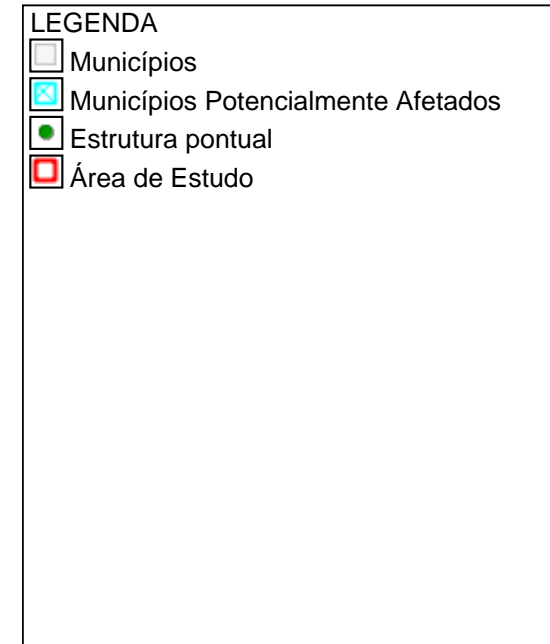 LEGENDA
Municípios
Municípios Potencialmente Afetados
Estrutura pontual
Área de Estudo